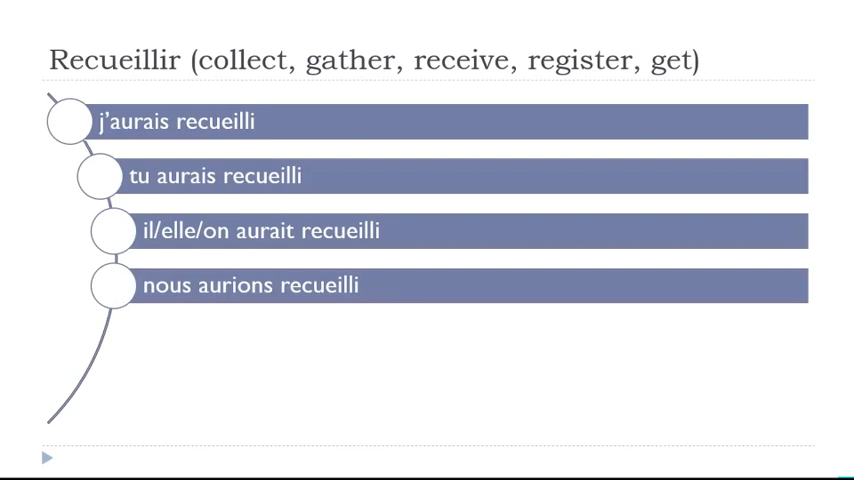 Recueillir (collect, gather, receive, register, get)
j’aurais recueilli
tu aurais recueilli
il/elle/on aurait recueilli
nous aurions recueilli